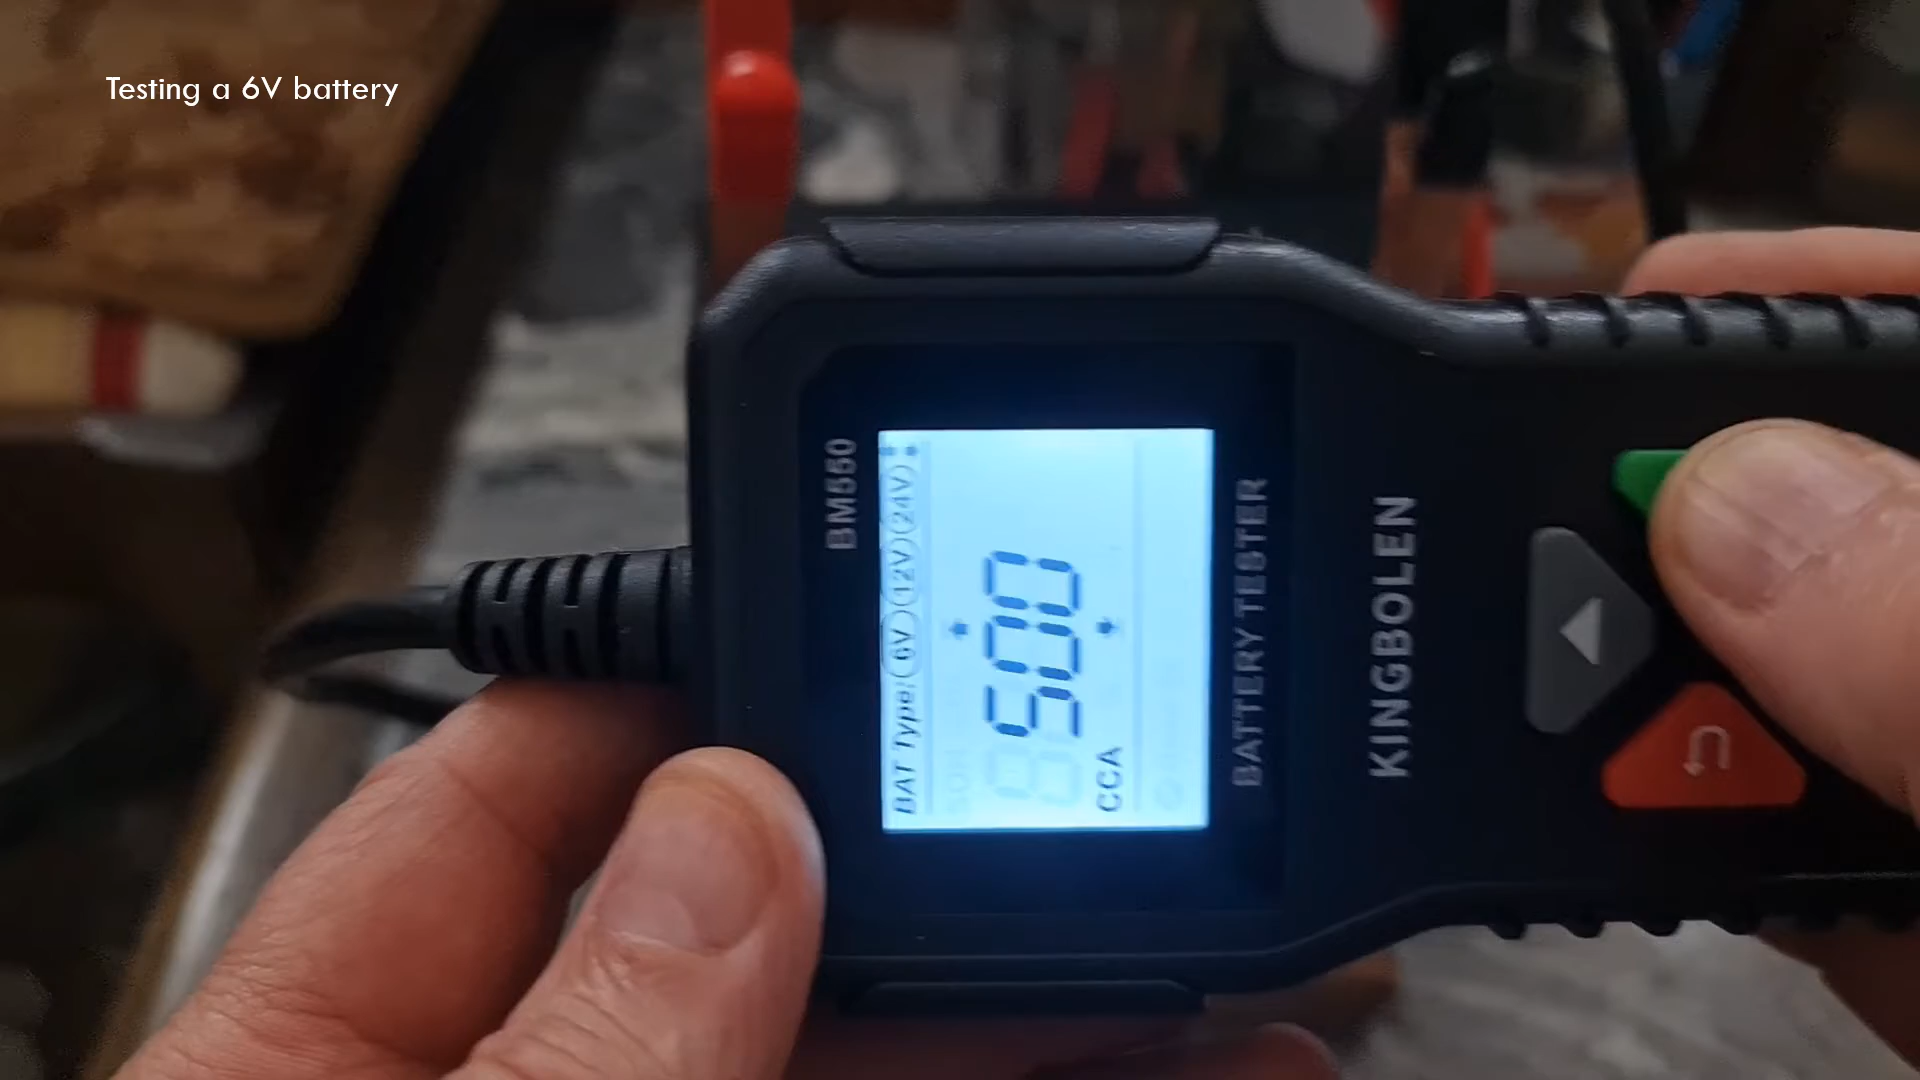 Testing a 6V battery
BM550
BAT Type: 6V 12V 24V
500
CCA
BATTERY TESTER
KINGBOLEN